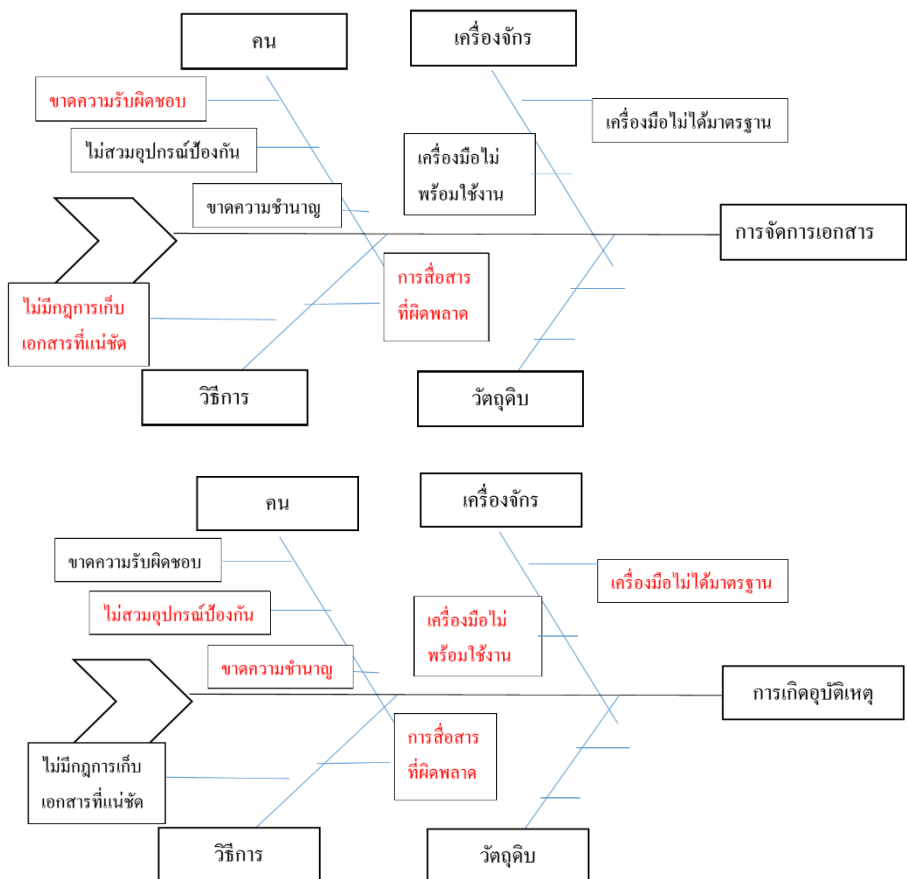 คน
เครื่องจักร
ขาดความรับผิดชอบ
เครื่องมือไม่ได้มาตรฐาน
ไม่สวมอุปกรณ์ป้องกัน
เครื่องมือไม่
พร้อมใช้งาน
ขาดความชำนาญ
การจัดการเอกสาร
การสื่อสาร
ที่ผิดพลาด
ไม่มีกฎการเก็บ
เอกสารที่แน่ชัด
วิธีการ
วัตถุดิบ
คน
เครื่องจักร
ขาดความรับผิดชอบ
เครื่องมือไม่ได้มาตรฐาน
ไม่สวมอุปกรณ์ป้องกัน
เครื่องมือไม่
พร้อมใช้งาน
ขาดความชำนาญ
การเกิดอุบัติเหตุ
การสื่อสาร
ที่ผิดพลาด
ไม่มีกฎการเก็บ
เอกสารที่แน่ชัด
วิธีการ
วัตถุดิบ